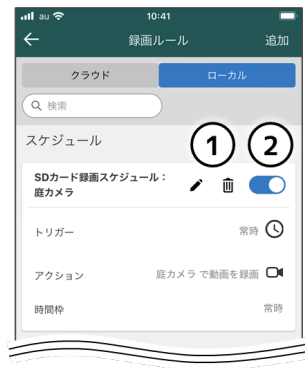 au 10:41
録画ルール 追加
クラウド ローカル
検索
スケジュール
1 2
SDカード録画スケジュール：
庭カメラ
トリガー 常時
アクション 庭カメラ で動画を録画
時間枠 常時